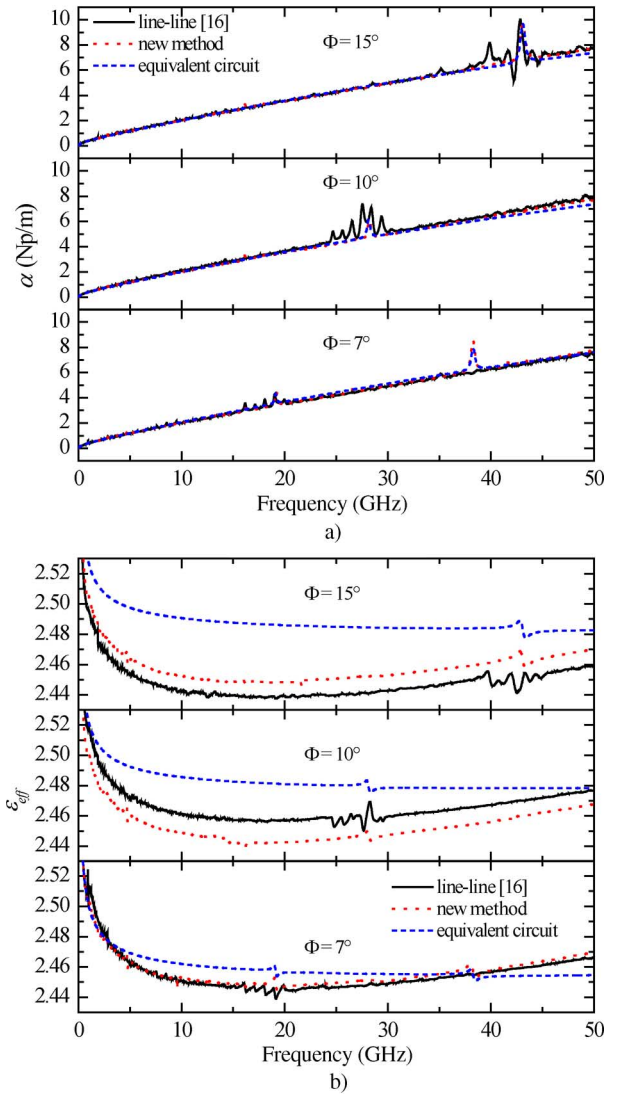 line-line [16]
new method
equivalent circuit
Φ = 15°
10
8
6
4
2
0
α (Np/m)
Φ = 10°
10
8
6
4
2
0
Φ = 7°
10
8
6
4
2
0
0 10 20 30 40 50
Frequency (GHz)
a)
Φ = 15°
2.52
2.50
2.48
2.46
2.44
εeff
Φ = 10°
2.52
2.50
2.48
2.46
2.44
line-line [16]
new method
equivalent circuit
Φ = 7°
2.52
2.50
2.48
2.46
2.44
0 10 20 30 40 50
Frequency (GHz)
b)